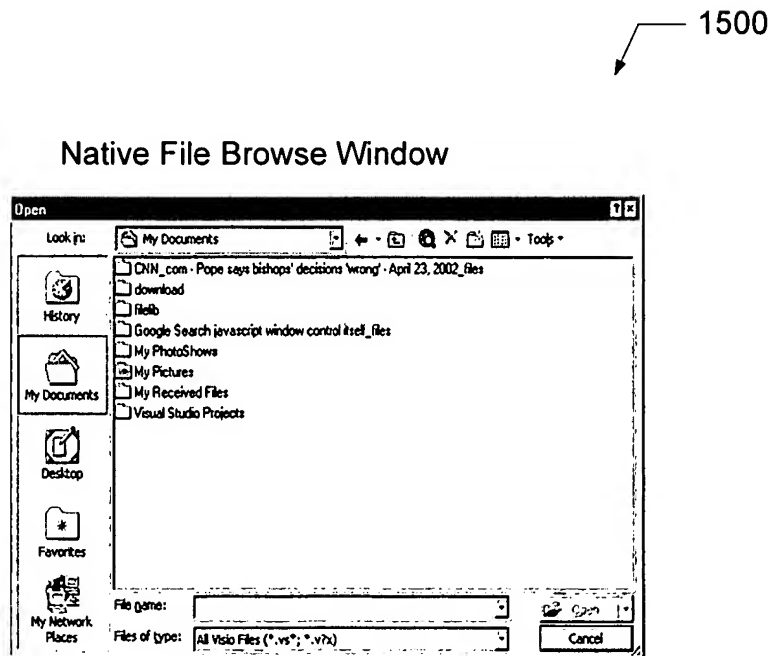 1500
Native File Browse Window
Open
Look in: My Documents Tools
CNN_com - Pope says bishops' decisions 'wrong' - April 23, 2002_files
download
filelib
Google Search javascript window control itself_files
My PhotoShows
My Pictures
My Received Files
Visual Studio Projects
History
My Documents
Desktop
Favorites
My Network
Places
File name:
Open
Files of type: All Visio Files (*.vs*; *.v?x)
Cancel